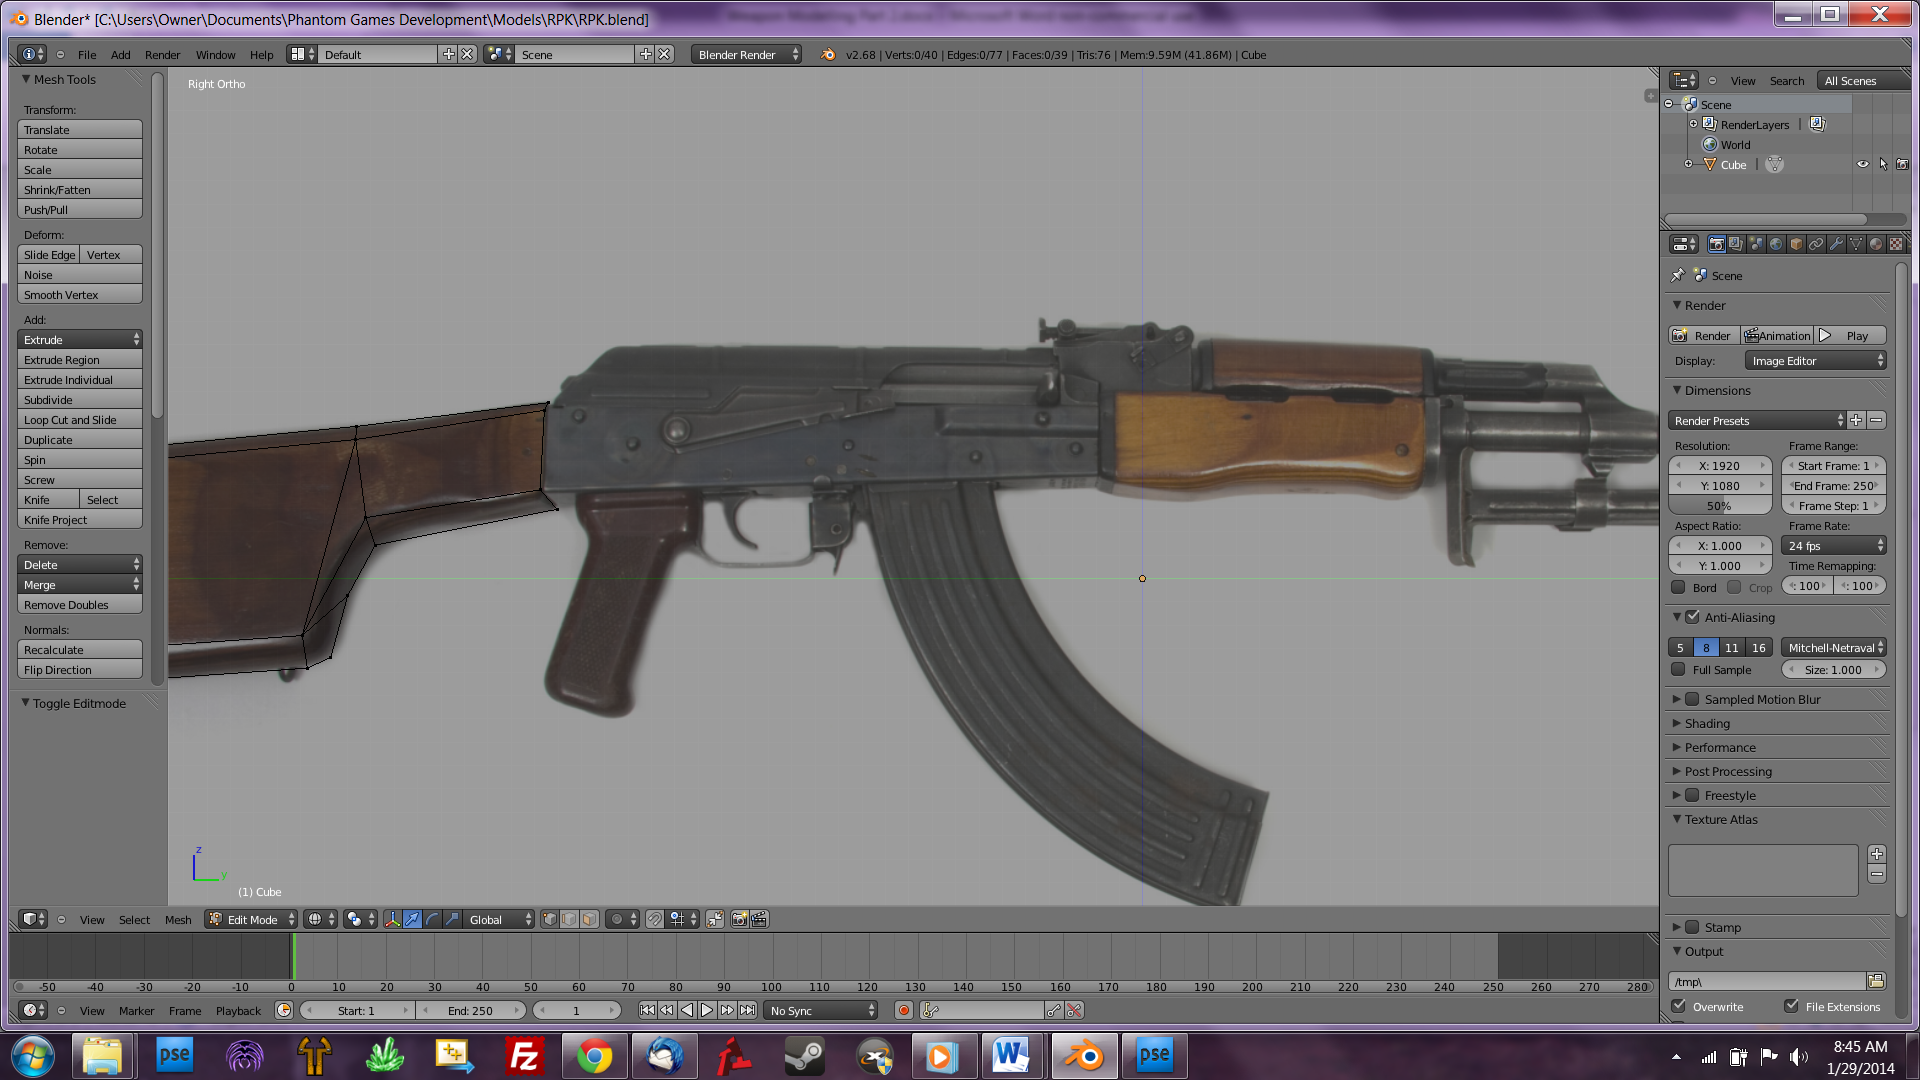 Blender* [C:\Users\Owner\Documents\Phantom Games Development\Models\RPK\RPK.blend]
File Add Render Window Help Default Scene Blender Render v2.68 | Verts:0/40 | Edges:0/77 | Faces:0/39 | Tris:76 | Mem:9.59M (41.86M) | Cube
Mesh Tools
Transform:
Translate
Rotate
Scale
Shrink/Fatten
Push/Pull
Deform:
Slide Edge Vertex
Noise
Smooth Vertex
Add:
Extrude
Extrude Region
Extrude Individual
Subdivide
Loop Cut and Slide
Duplicate
Spin
Screw
Knife Select
Knife Project
Remove:
Delete
Merge
Remove Doubles
Normals:
Recalculate
Flip Direction
Toggle Editmode
Right Ortho
z
y
(1) Cube
View Search All Scenes
Scene
RenderLayers |
World
Cube |
Scene
Render
Render Animation Play
Display: Image Editor
Dimensions
Render Presets
Resolution: Frame Range:
X: 1920 Start Frame: 1
Y: 1080 End Frame: 250
50% Frame Step: 1
Aspect Ratio: Frame Rate:
X: 1.000 24 fps
Y: 1.000 Time Remapping:
Bord Crop : 100 : 100
Anti-Aliasing
5 8 11 16 Mitchell-Netraval
Full Sample Size: 1.000
Sampled Motion Blur
Shading
Performance
Post Processing
Freestyle
Texture Atlas
Stamp
Output
/tmp\
Overwrite File Extensions
View Select Mesh Edit Mode Global
-50 -40 -30 -20 -10 0 10 20 30 40 50 60 70 80 90 100 110 120 130 140 150 160 170 180 190 200 210 220 230 240 250 260 270 280
View Marker Frame Playback Start: 1 End: 250 1 No Sync
pse Fz W pse
8:45 AM
1/29/2014